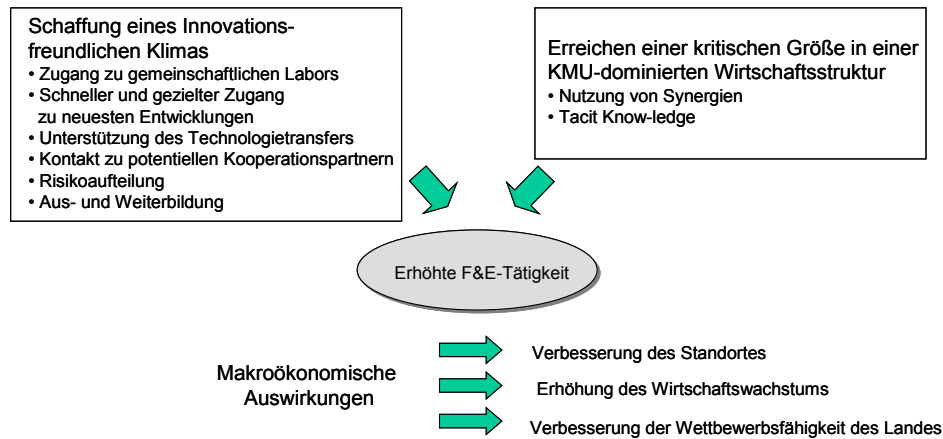 Schaffung eines Innovations-
freundlichen Klimas
• Zugang zu gemeinschaftlichen Labors
• Schneller und gezielter Zugang
zu neuesten Entwicklungen
• Unterstützung des Technologietransfers
• Kontakt zu potentiellen Kooperationspartnern
• Risikoaufteilung
• Aus- und Weiterbildung
Erreichen einer kritischen Größe in einer
KMU-dominierten Wirtschaftsstruktur
• Nutzung von Synergien
• Tacit Know-ledge
Erhöhte F&E-Tätigkeit
Makroökonomische
Auswirkungen
Verbesserung des Standortes
Erhöhung des Wirtschaftswachstums
Verbesserung der Wettbewerbsfähigkeit des Landes